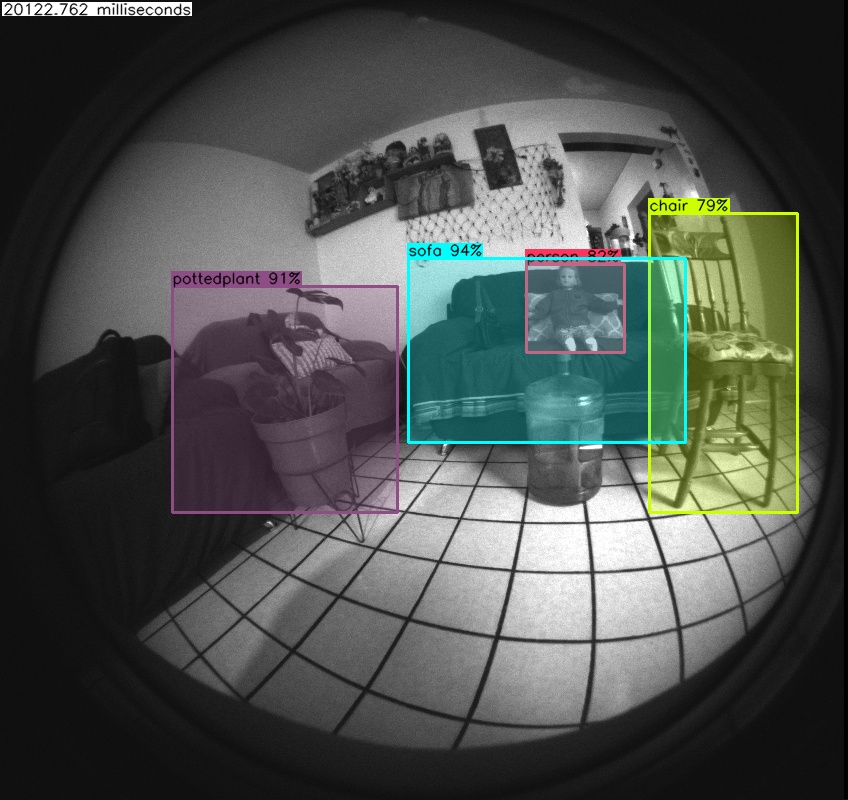 20122.762 milliseconds
chair 79%
sofa 94%
person 82%
pottedplant 91%